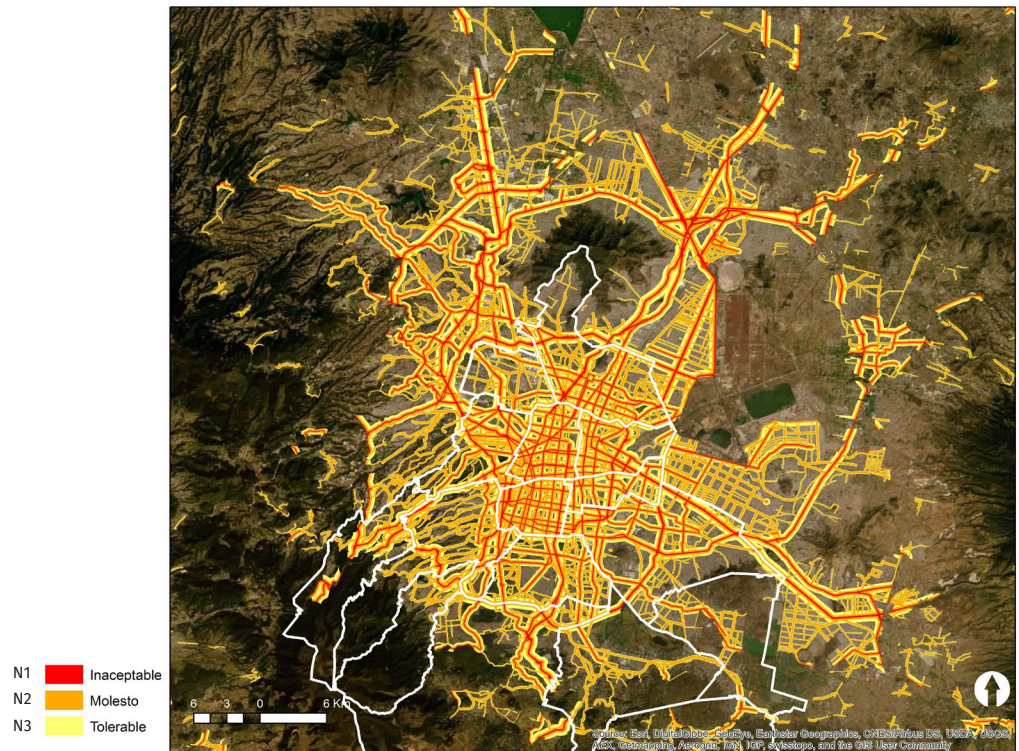 N1 Inaceptable
N2 Molesto
N3 Tolerable
6 3 0 6 Km
Source: Esri, DigitalGlobe, GeoEye, Earthstar Geographics, CNES/Airbus DS, USDA, USGS,
AEX, Getmapping, Aerogrid, IGN, IGP, swisstopo, and the GIS User Community